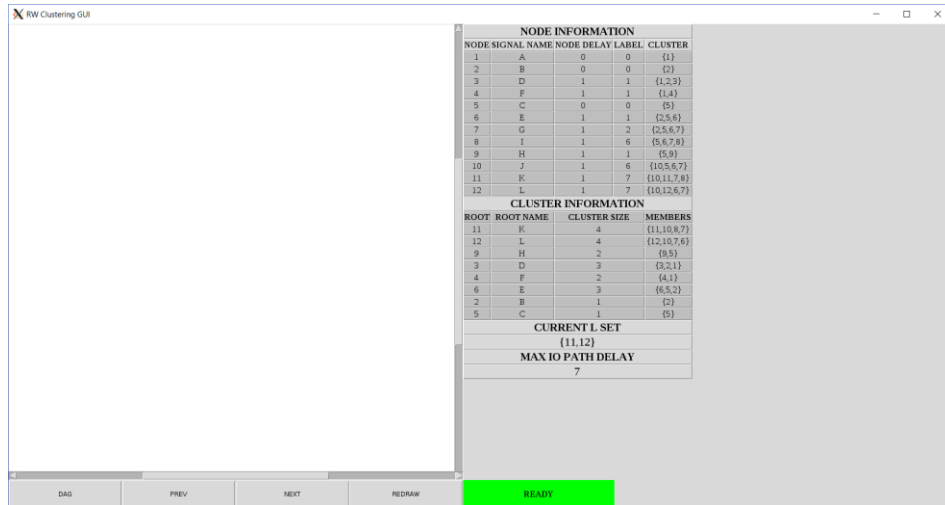 RW Clustering GUI
NODE INFORMATION
NODE SIGNAL NAME NODE DELAY LABEL CLUSTER
1 A 0 0 {1}
2 B 0 0 {2}
3 D 1 1 {1,2,3}
4 F 1 1 {1,4}
5 C 0 0 {5}
6 E 1 1 {2,5,6}
7 G 1 2 {2,5,6,7}
8 I 1 6 {5,6,7,8}
9 H 1 1 {5,9}
10 J 1 6 {10,5,6,7}
11 K 1 7 {10,11,7,8}
12 L 1 7 {10,12,6,7}
CLUSTER INFORMATION
ROOT ROOT NAME CLUSTER SIZE MEMBERS
11 K 4 {11,10,8,7}
12 L 4 {12,10,7,6}
9 H 2 {9,5}
3 D 3 {3,2,1}
4 F 2 {4,1}
6 E 3 {6,5,2}
2 B 1 {2}
5 C 1 {5}
CURRENT L SET
{11,12}
MAX IO PATH DELAY
7
DAG PREV NEXT REDRAW READY